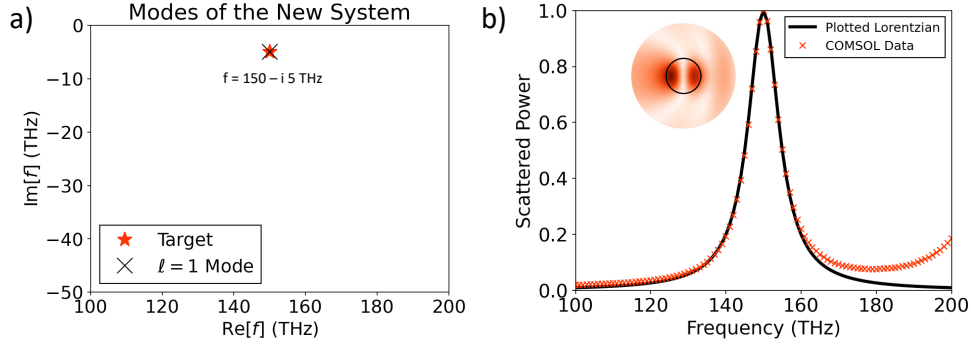 a)
Modes of the New System
0
−10
−20
−30
−40
−50
Im[f] (THz)
f = 150 − i 5 THz
Target
ℓ = 1 Mode
100 120 140 160 180 200
Re[f] (THz)
b)
1.0
0.8
0.6
0.4
0.2
0.0
Scattered Power
Plotted Lorentzian
COMSOL Data
100 120 140 160 180 200
Frequency (THz)